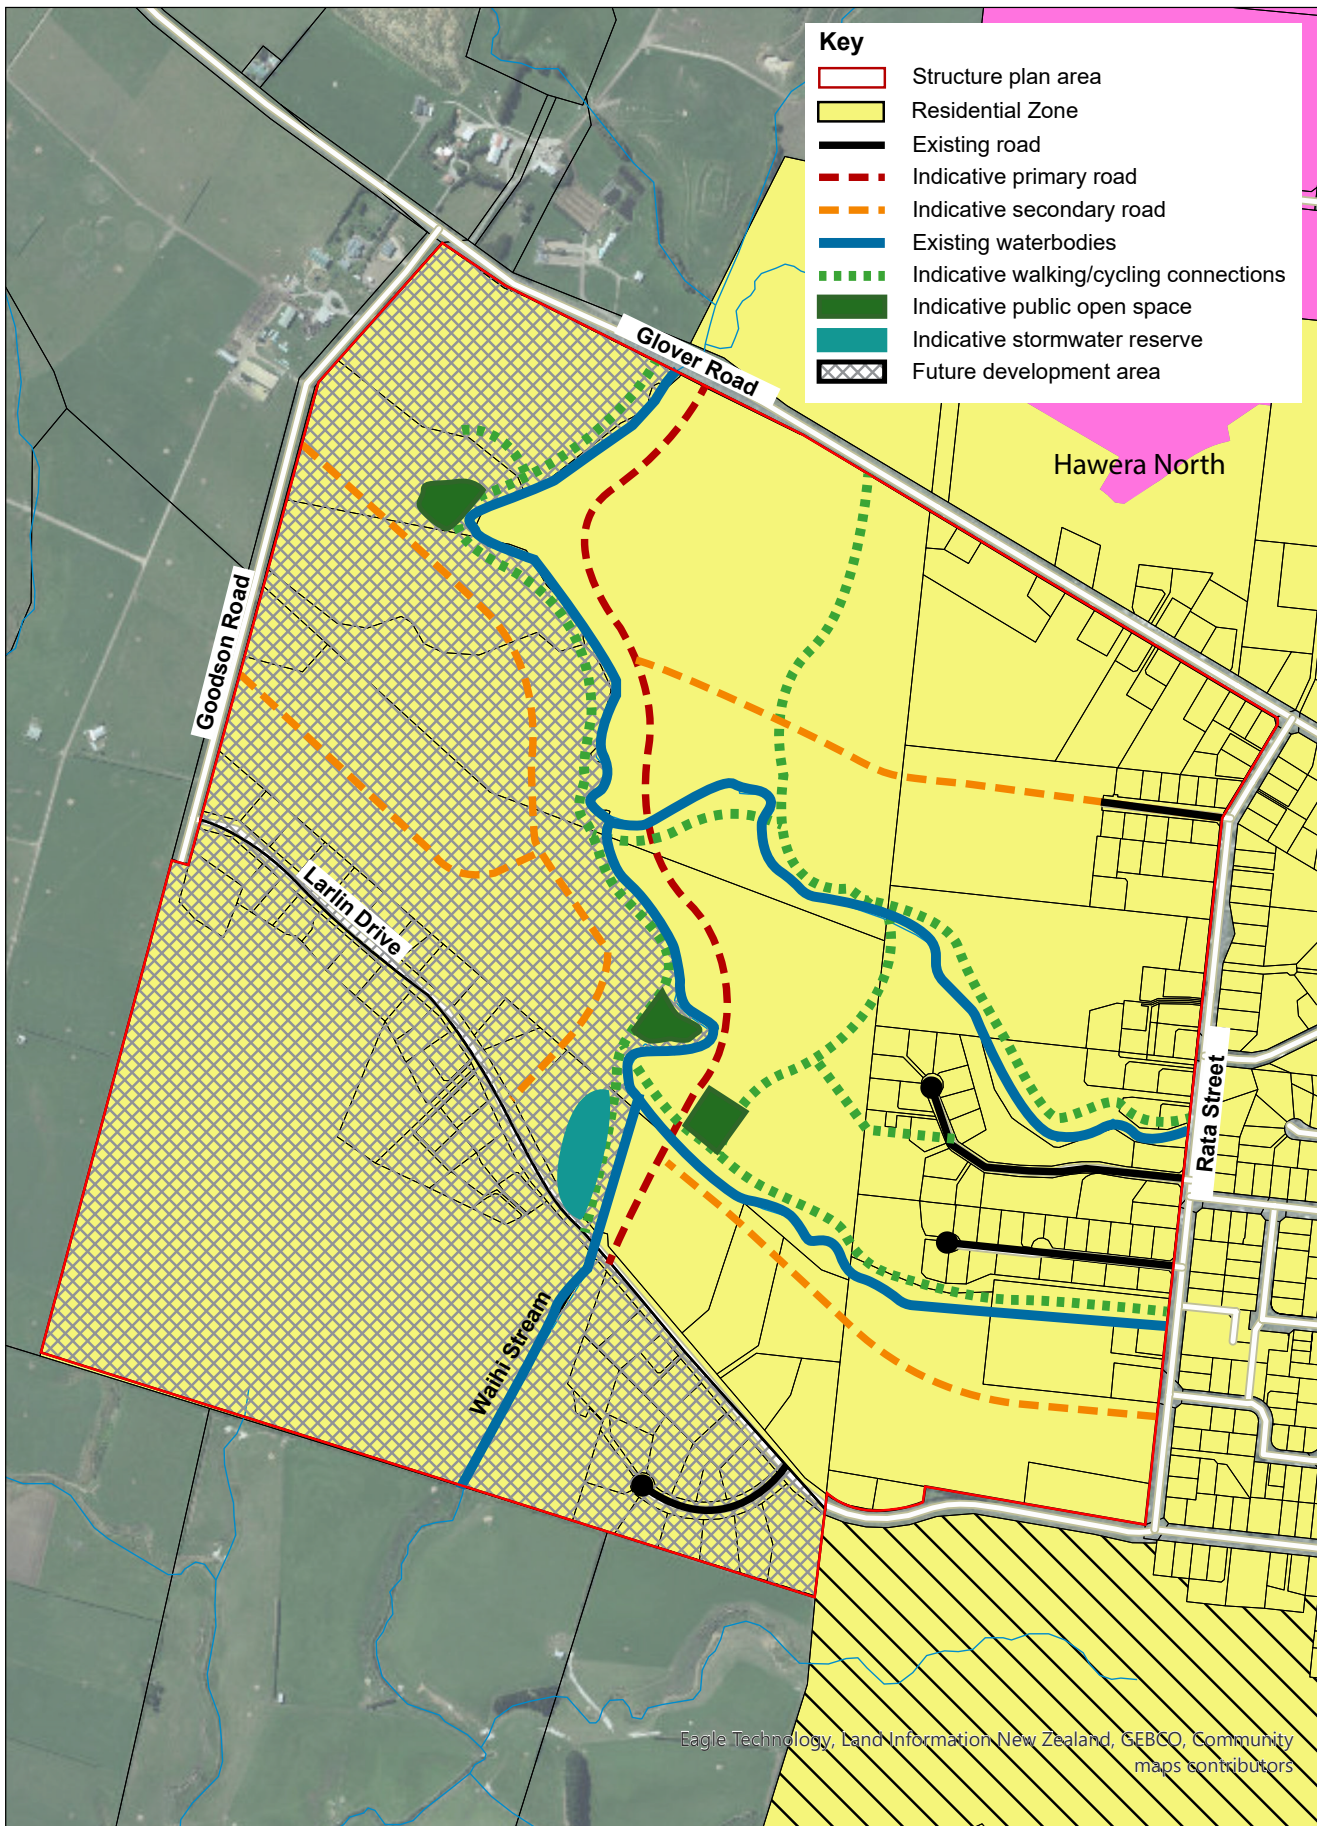 Key
Structure plan area
Residential Zone
Existing road
Indicative primary road
Indicative secondary road
Existing waterbodies
Indicative walking/cycling connections
Indicative public open space
Indicative stormwater reserve
Future development area
Glover Road
Hawera North
Goodson Road
Larlin Drive
Rata Street
Waihi Stream
Eagle Technology, Land Information New Zealand, GEBCO, Community
maps contributors